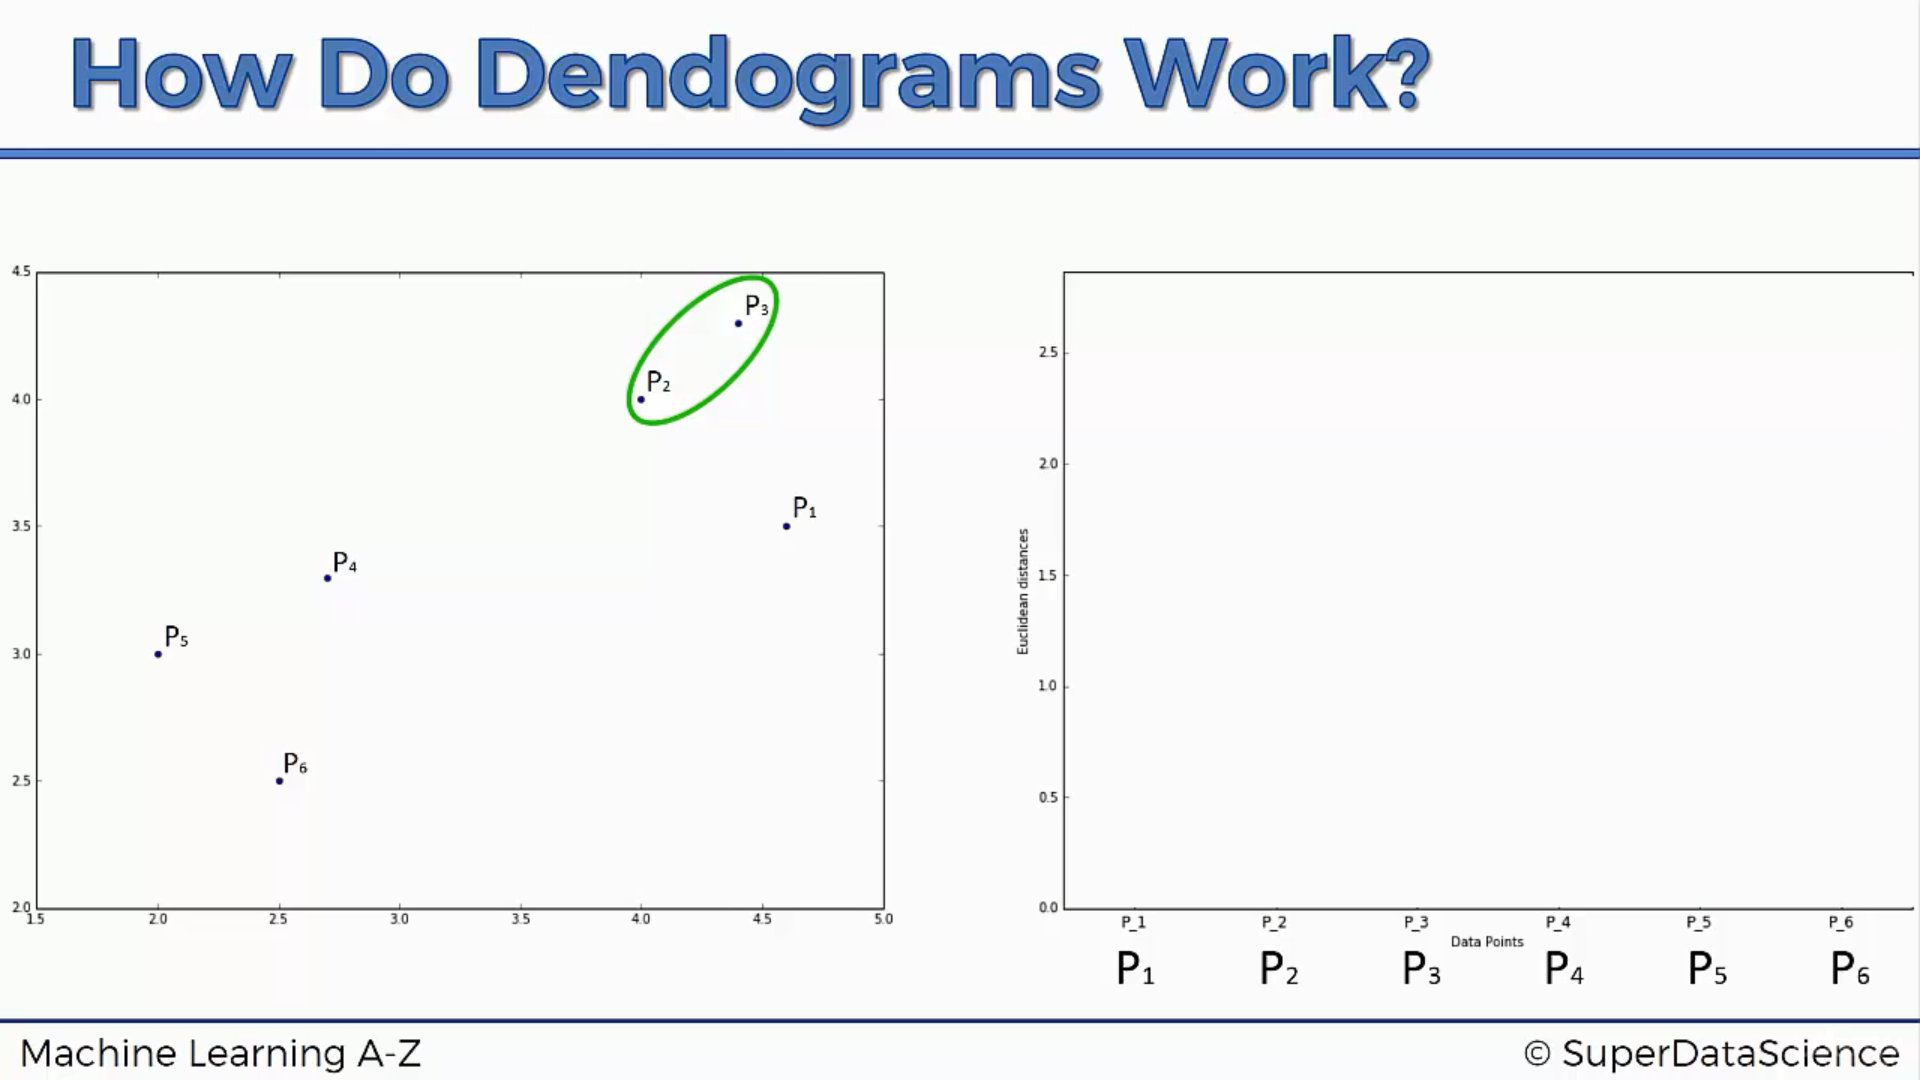 How Do Dendograms Work?
4.5
P3
P2
4.0
P1
3.5
P4
P5
3.0
P6
2.5
2.0
1.5 2.0 2.5 3.0 3.5 4.0 4.5 5.0
Euclidean distances
2.5
2.0
1.5
1.0
0.5
0.0
P_1 P_2 P_3 P_4 P_5 P_6
Data Points
P1 P2 P3 P4 P5 P6
Machine Learning A-Z
© SuperDataScience